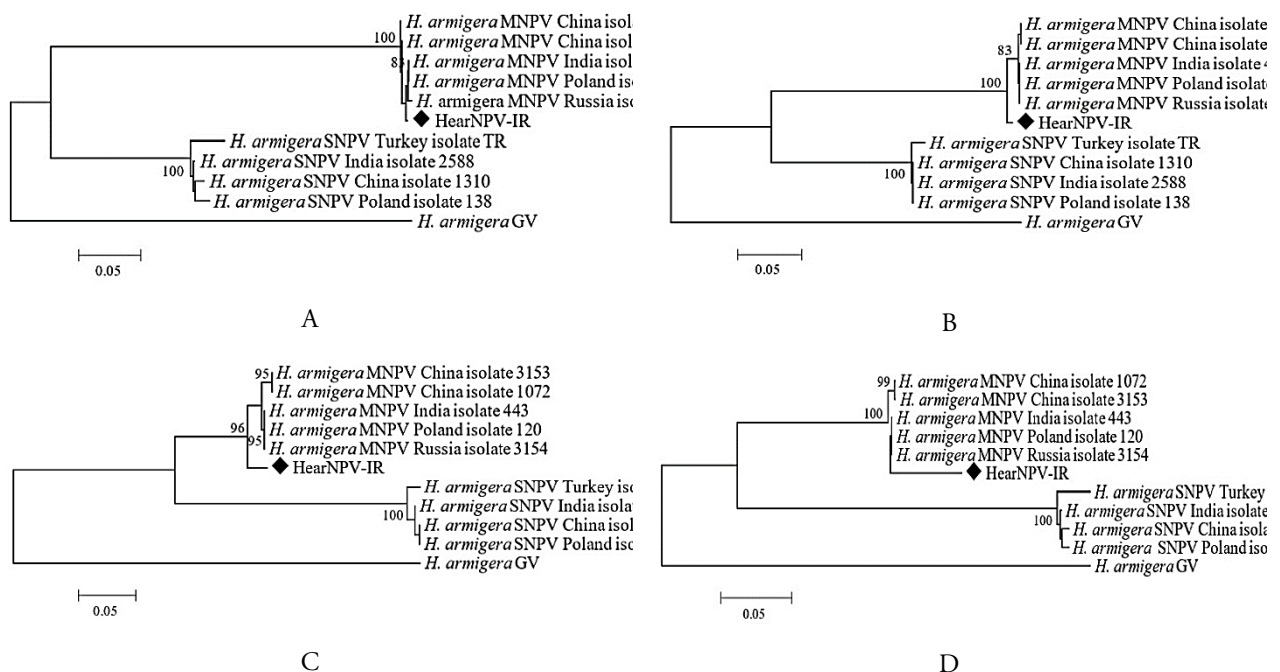 H. armigera MNPV China isol
100
H. armigera MNPV China isol
H. armigera MNPV India isol
H. armigera MNPV Poland is
H. armigera MNPV Russia iso
HearNPV-IR
H. armigera SNPV Turkey isolate TR
H. armigera SNPV India isolate 2588
100
H. armigera SNPV China isolate 1310
H. armigera SNPV Poland isolate 138
H. armigera GV
0.05
A
H. armigera MNPV China isolate
83
H. armigera MNPV China isolate
H. armigera MNPV India isolate
100
H. armigera MNPV Poland isolate
H. armigera MNPV Russia isolate
HearNPV-IR
H. armigera SNPV Turkey isolate TR
H. armigera SNPV China isolate 1310
100
H. armigera SNPV India isolate 2588
H. armigera SNPV Poland isolate 138
H. armigera GV
0.05
B
95
H. armigera MNPV China isolate 3153
H. armigera MNPV China isolate 1072
H. armigera MNPV India isolate 443
96
H. armigera MNPV Poland isolate 120
95
H. armigera MNPV Russia isolate 3154
HearNPV-IR
H. armigera SNPV Turkey iso
H. armigera SNPV India isola
100
H. armigera SNPV China isol
H. armigera SNPV Poland iso
H. armigera GV
0.05
C
99
H. armigera MNPV China isolate 1072
H. armigera MNPV China isolate 3153
100
H. armigera MNPV India isolate 443
H. armigera MNPV Poland isolate 120
H. armigera MNPV Russia isolate 3154
HearNPV-IR
H. armigera SNPV Turkey
H. armigera SNPV India isolate
100
H. armigera SNPV China isola
H. armigera SNPV Poland iso
H. armigera GV
0.05
D